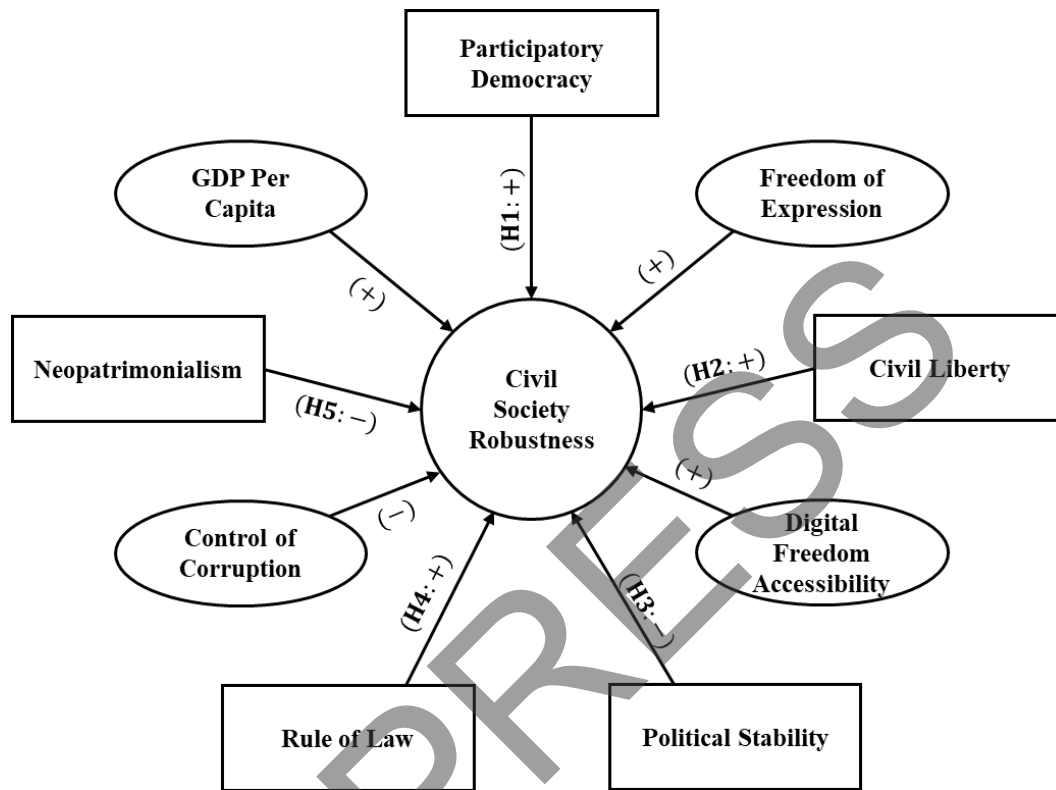 Participatory
Democracy
GDP Per
Capita
Freedom of
Expression
(H1: +)
(+)
(+)
Neopatrimonialism
(H5: −)
Civil
Society
Robustness
(H2: +)
Civil Liberty
Control of
Corruption
(−)
(+)
Digital
Freedom
Accessibility
(H4: +)
(H3: −)
Rule of Law
Political Stability
PRESS